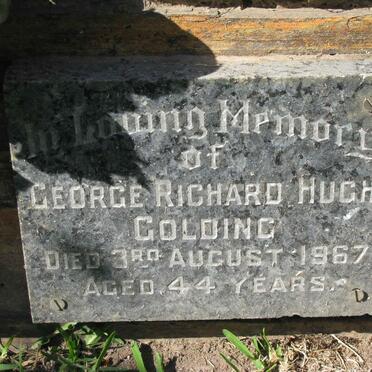 In Loving Memory
of
GEORGE RICHARD HUGH
GOLDING
DIED 3RD AUGUST 1967
AGED 44 YEARS.